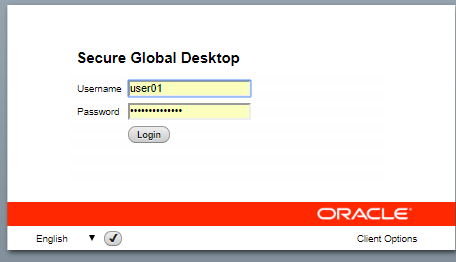 Secure Global Desktop
Username user01
Password ••••••••••••••
Login
ORACLE
English
Client Options